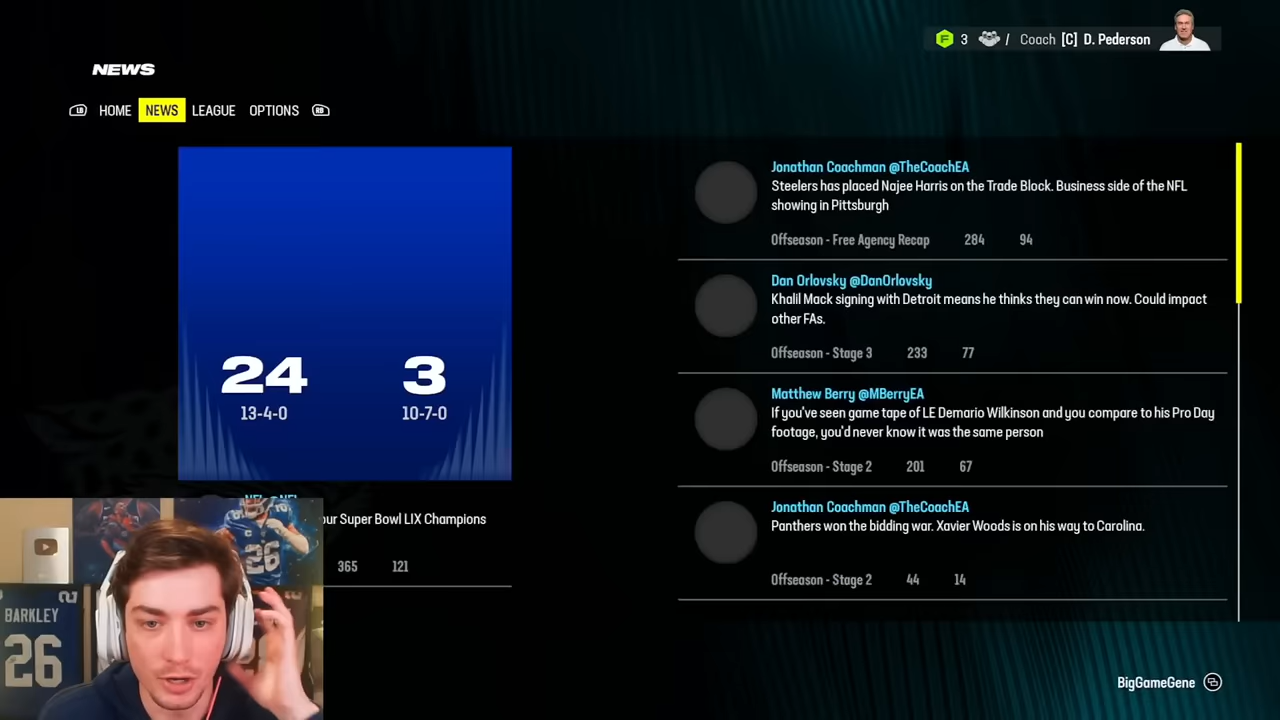 3 / Coach [C] D. Pederson
NEWS
LB HOME NEWS LEAGUE OPTIONS RB
24 3
13-4-0 10-7-0
our Super Bowl LIX Champions
365 121
Jonathan Coachman @TheCoachEA
Steelers has placed Najee Harris on the Trade Block. Business side of the NFL
showing in Pittsburgh
Offseason - Free Agency Recap 284 94
Dan Orlovsky @DanOrlovsky
Khalil Mack signing with Detroit means he thinks they can win now. Could impact
other FAs.
Offseason - Stage 3 233 77
Matthew Berry @MBerryEA
If you've seen game tape of LE Demario Wilkinson and you compare to his Pro Day
footage, you'd never know it was the same person
Offseason - Stage 2 201 67
Jonathan Coachman @TheCoachEA
Panthers won the bidding war. Xavier Woods is on his way to Carolina.
Offseason - Stage 2 44 14
BARKLEY
26
26
BigGameGene